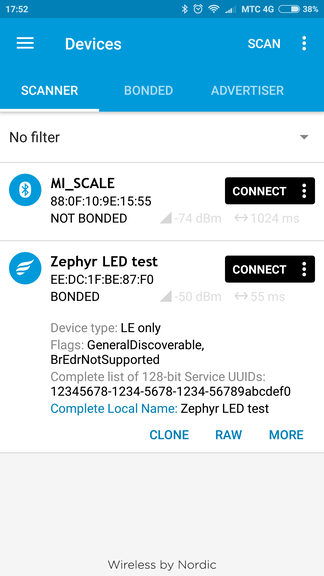 17:52 МТС 4G 38%
Devices SCAN
SCANNER BONDED ADVERTISER
No filter
MI_SCALE
88:0F:10:9E:15:55
CONNECT
NOT BONDED -74 dBm 1024 ms
Zephyr LED test
EE:DC:1F:BE:87:F0
CONNECT
BONDED -50 dBm 55 ms
Device type: LE only
Flags: GeneralDiscoverable,
BrEdrNotSupported
Complete list of 128-bit Service UUIDs:
12345678-1234-5678-1234-56789abcdef0
Complete Local Name: Zephyr LED test
CLONE RAW MORE
Wireless by Nordic